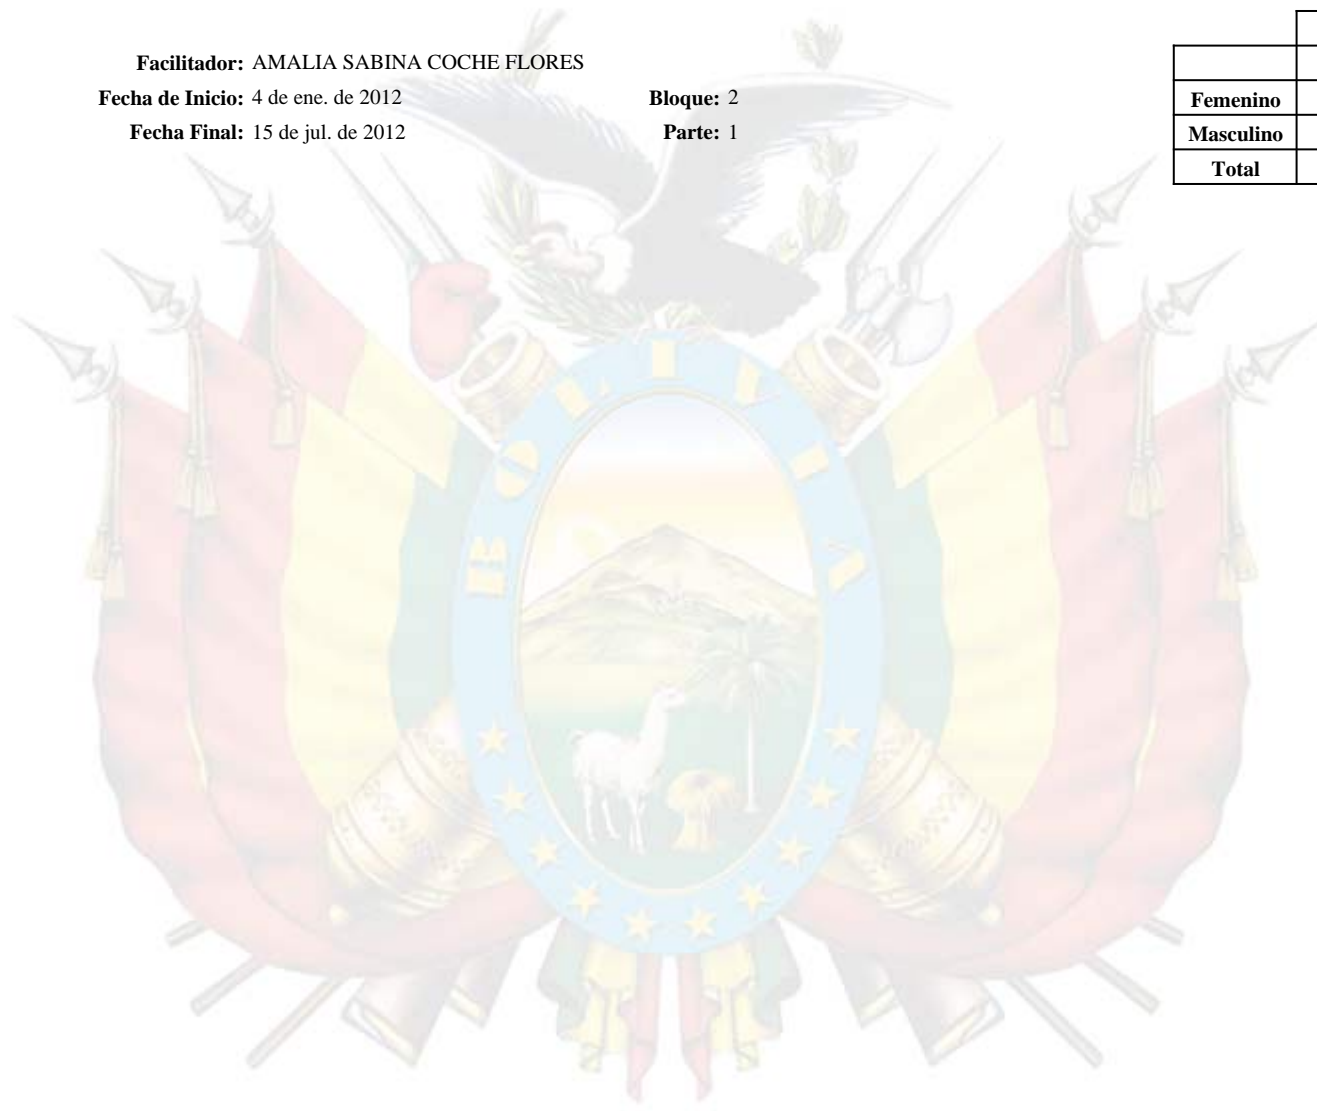 Facilitador: AMALIA SABINA COCHE FLORES
Fecha de Inicio: 4 de ene. de 2012 Bloque: 2
Fecha Final: 15 de jul. de 2012 Parte: 1
Femenino
Masculino
Total
BOLIVIA